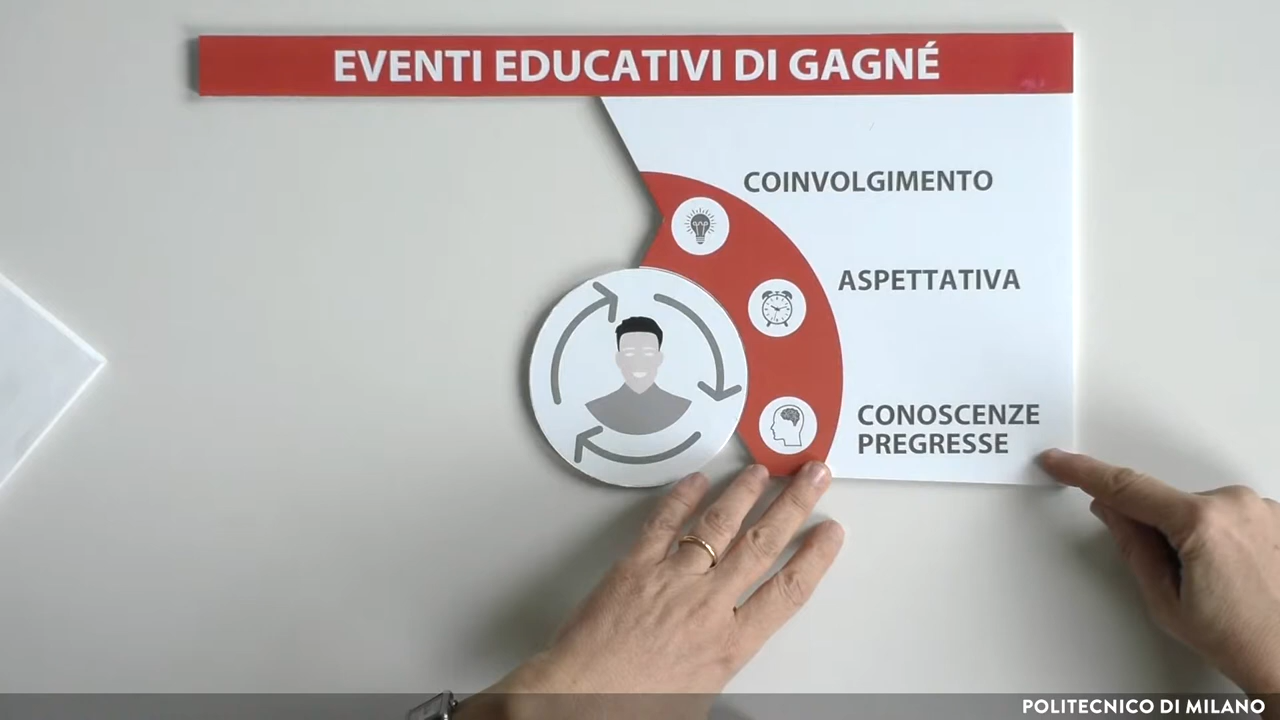 EVENTI EDUCATIVI DI GAGNÉ
COINVOLGIMENTO
ASPETTATIVA
CONOSCENZE
PREGRESSE
POLITECNICO DI MILANO